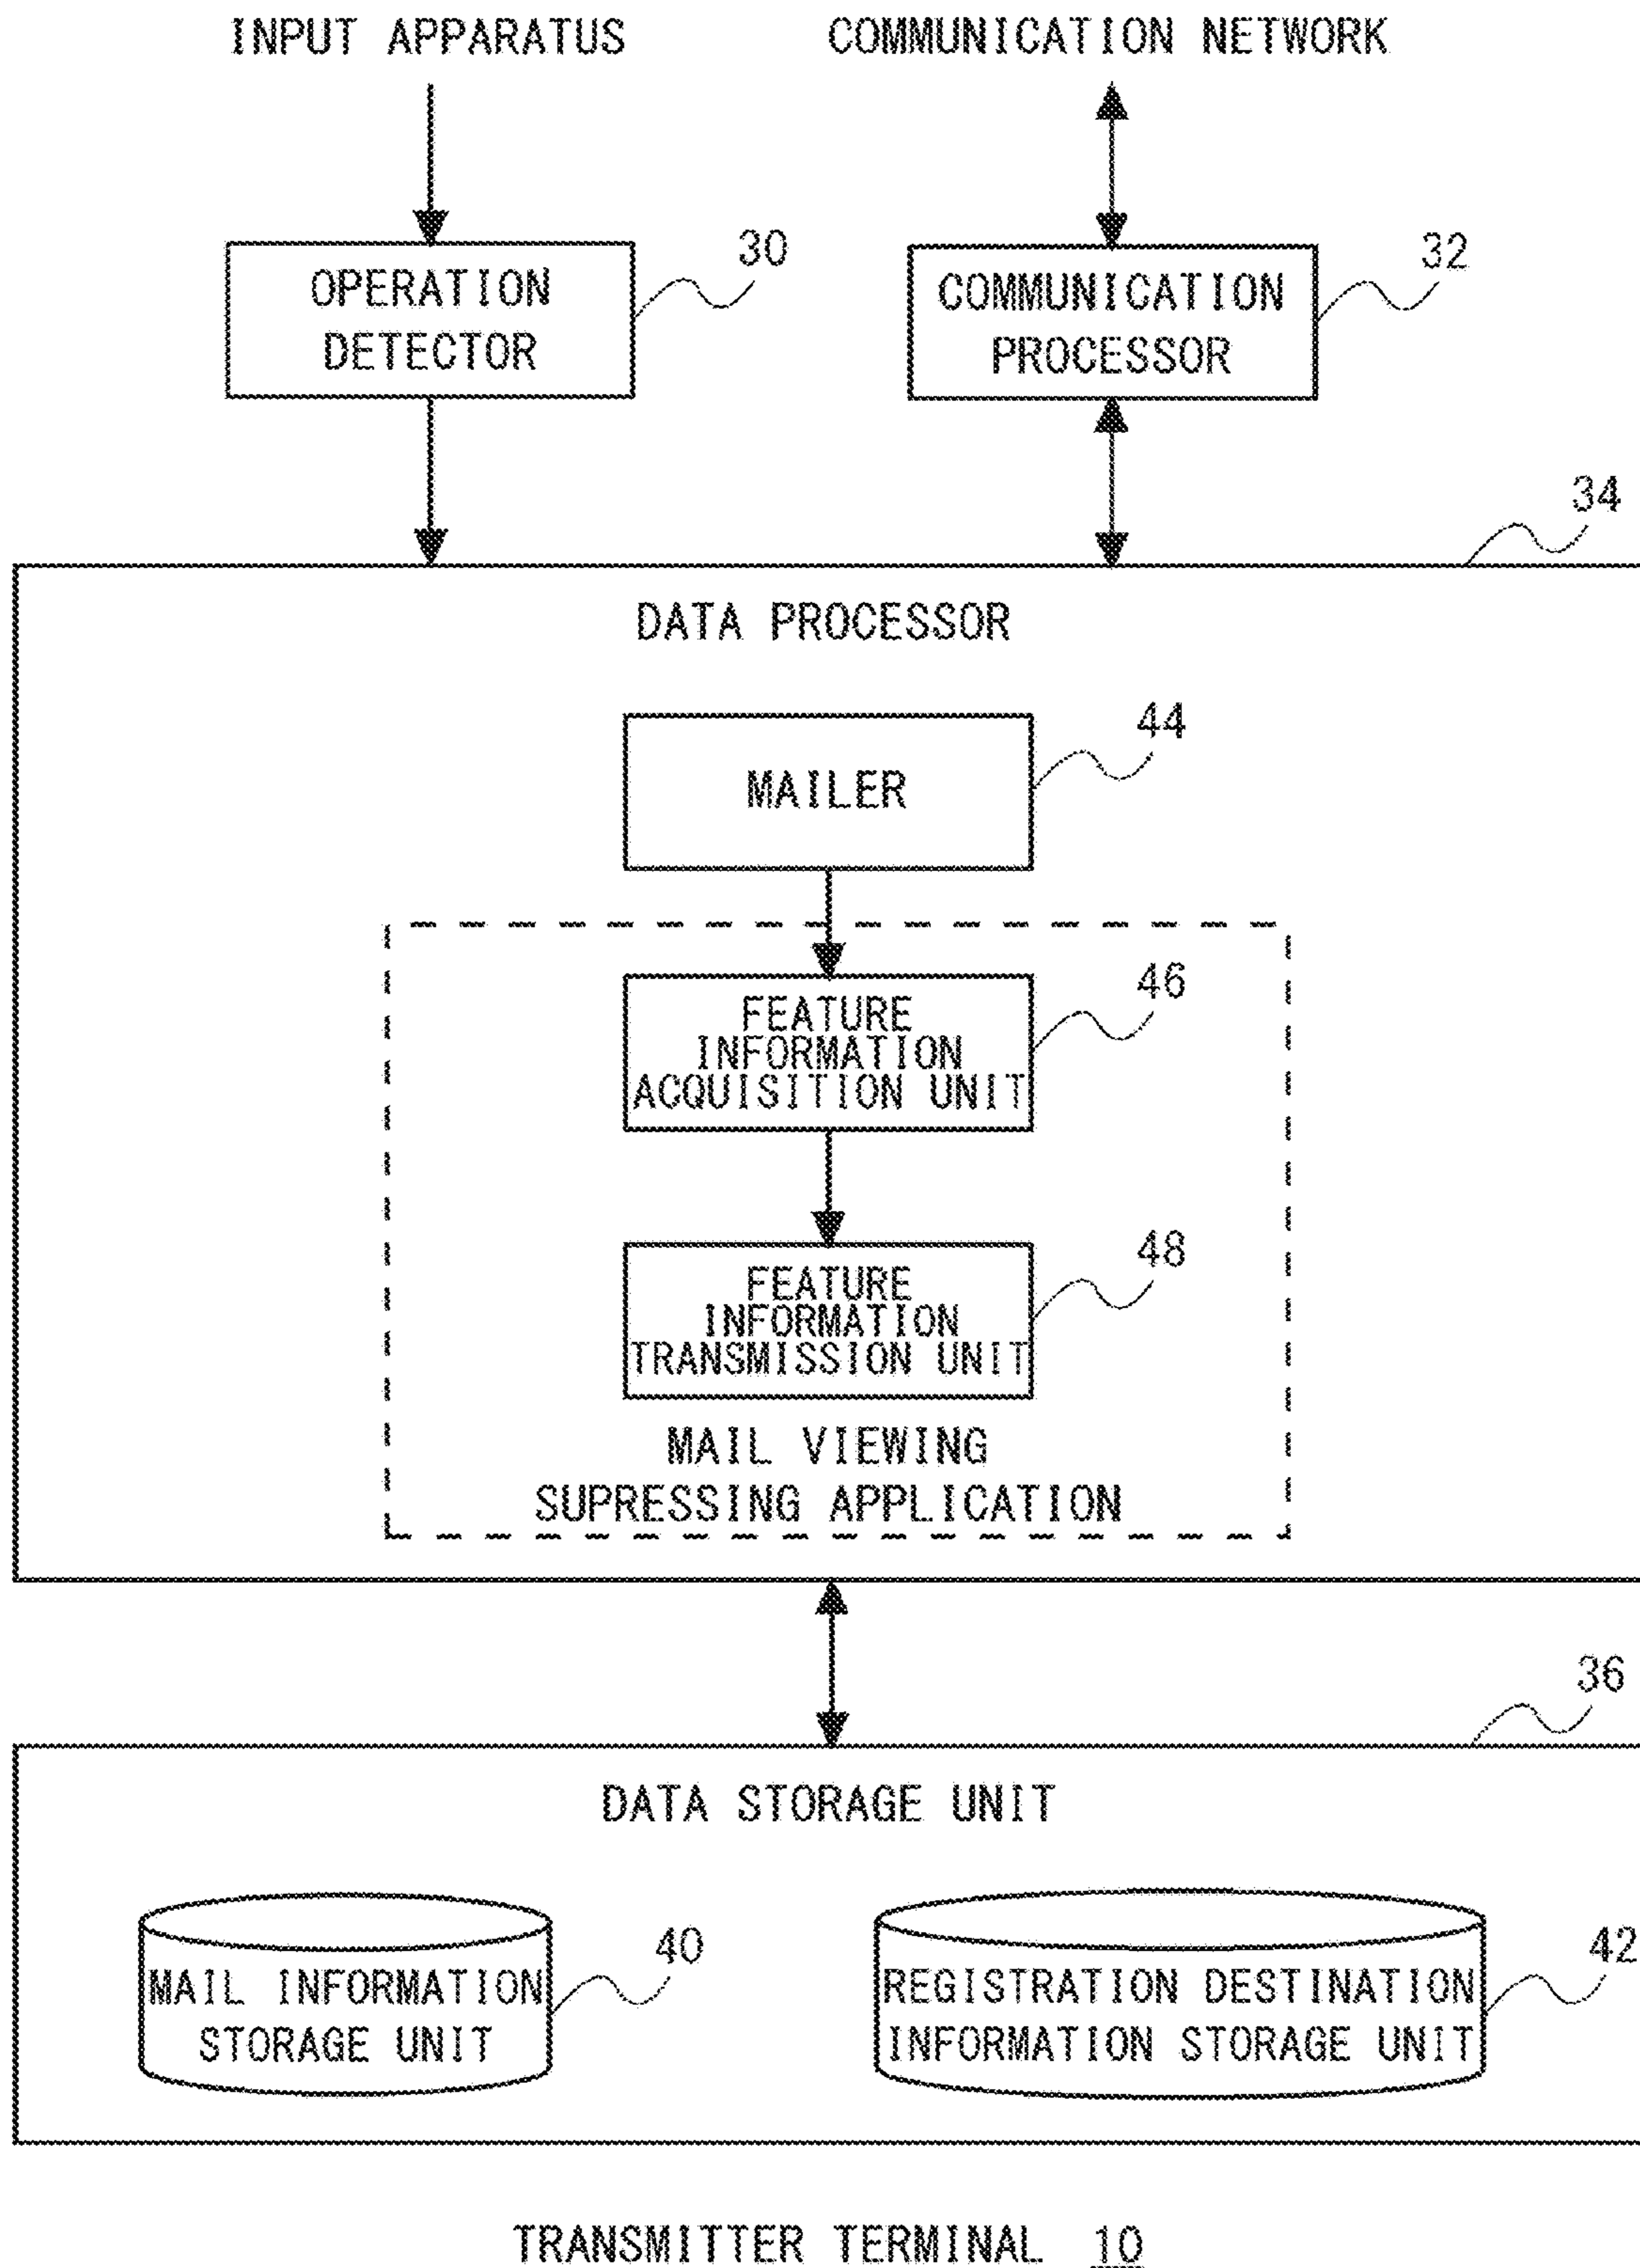 INPUT APPARATUS
COMMUNICATION NETWORK
30
OPERATION
DETECTOR
32
COMMUNICATION
PROCESSOR
34
DATA PROCESSOR
44
MAILER
46
FEATURE
INFORMATION
ACQUISITION UNIT
48
FEATURE
INFORMATION
TRANSMISSION UNIT
MAIL VIEWING
SUPRESSING APPLICATION
36
DATA STORAGE UNIT
40
MAIL INFORMATION
STORAGE UNIT
42
REGISTRATION DESTINATION
INFORMATION STORAGE UNIT
TRANSMITTER TERMINAL 10